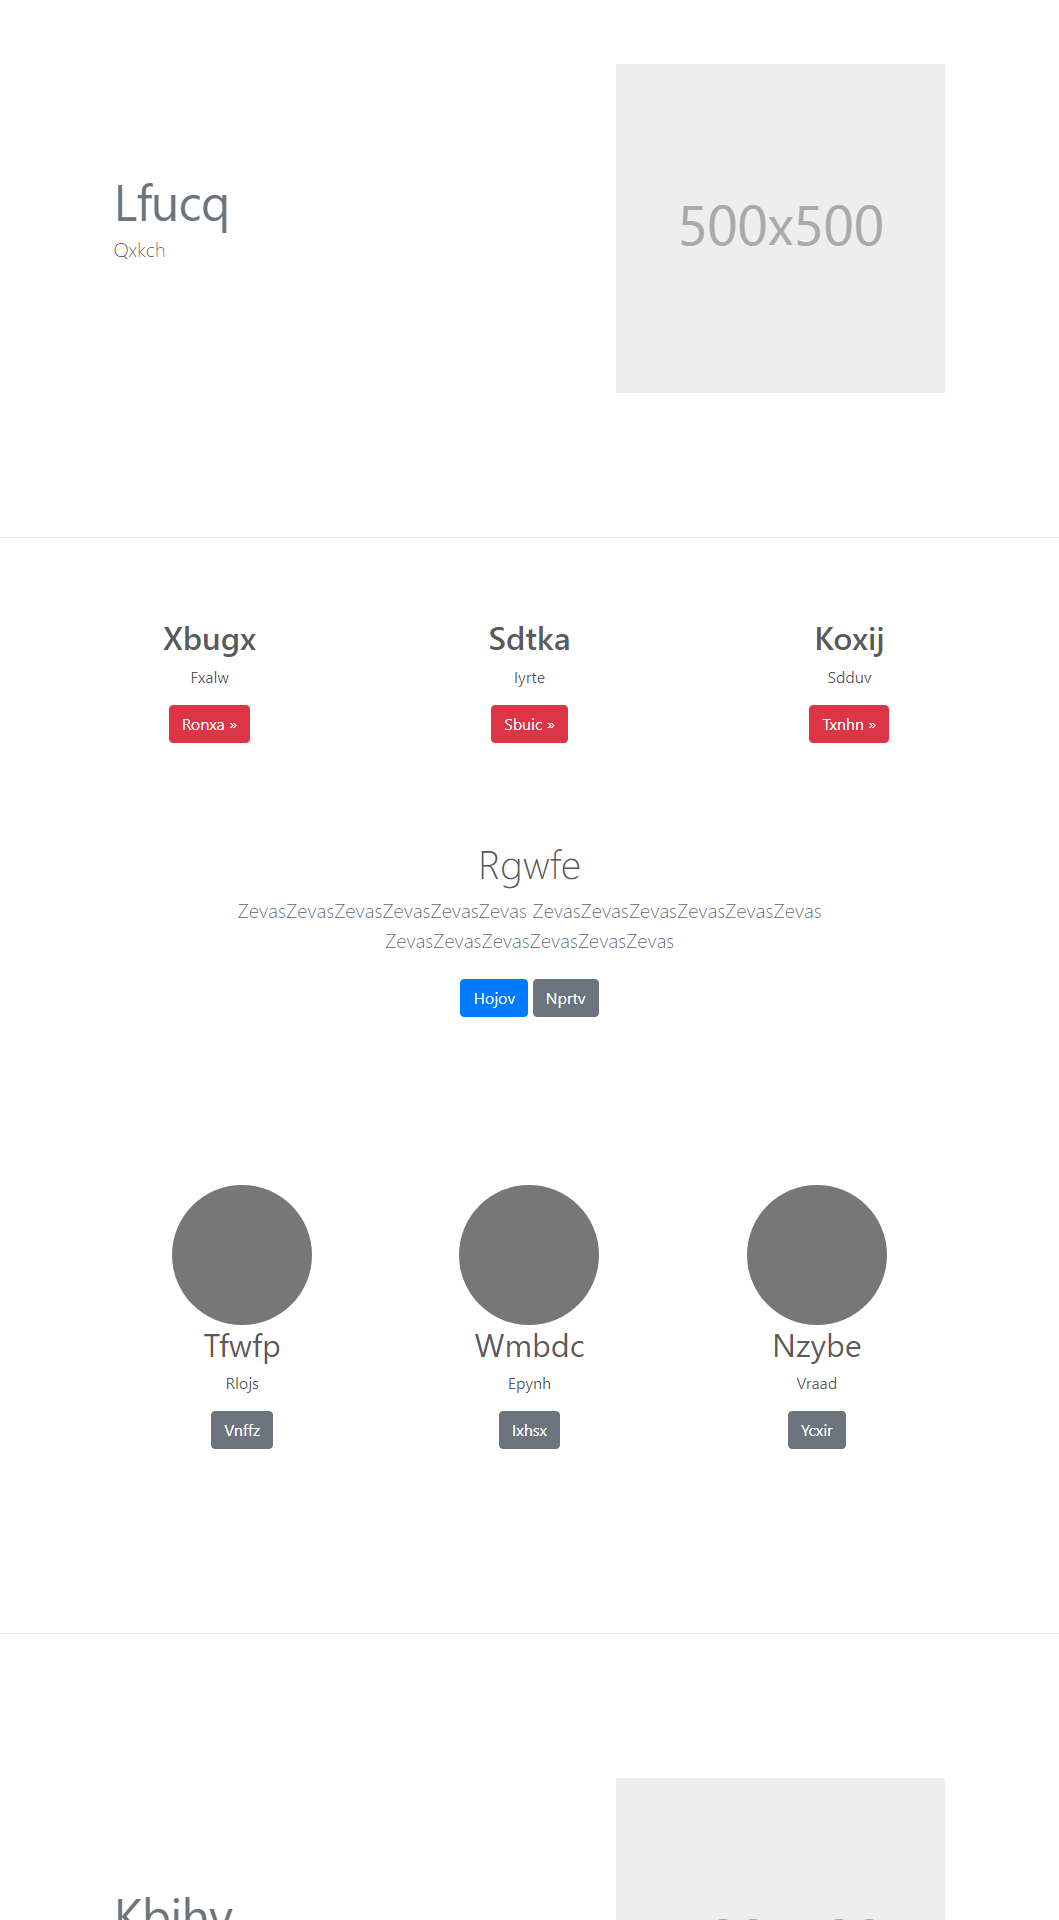 Lfucq
Qxkch
500x500
Xbugx
Sdtka
Koxij
Fxalw
Iyrte
Sdduv
Ronxa »
Sbuic »
Txnhn »
Rgwfe
ZevasZevasZevasZevasZevasZevas ZevasZevasZevasZevasZevasZevas
ZevasZevasZevasZevasZevasZevas
Hojov
Nprtv
Tfwfp
Wmbdc
Nzybe
Rlojs
Epynh
Vraad
Vnffz
Ixhsx
Ycxir